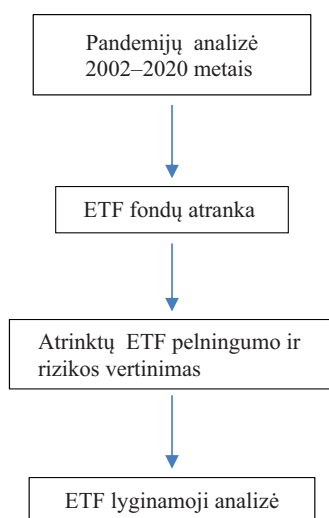 Pandemijų analizė
2002–2020 metais
ETF fondų atranka
Atrinktų ETF pelningumo ir
rizikos vertinimas
ETF lyginamoji analizė